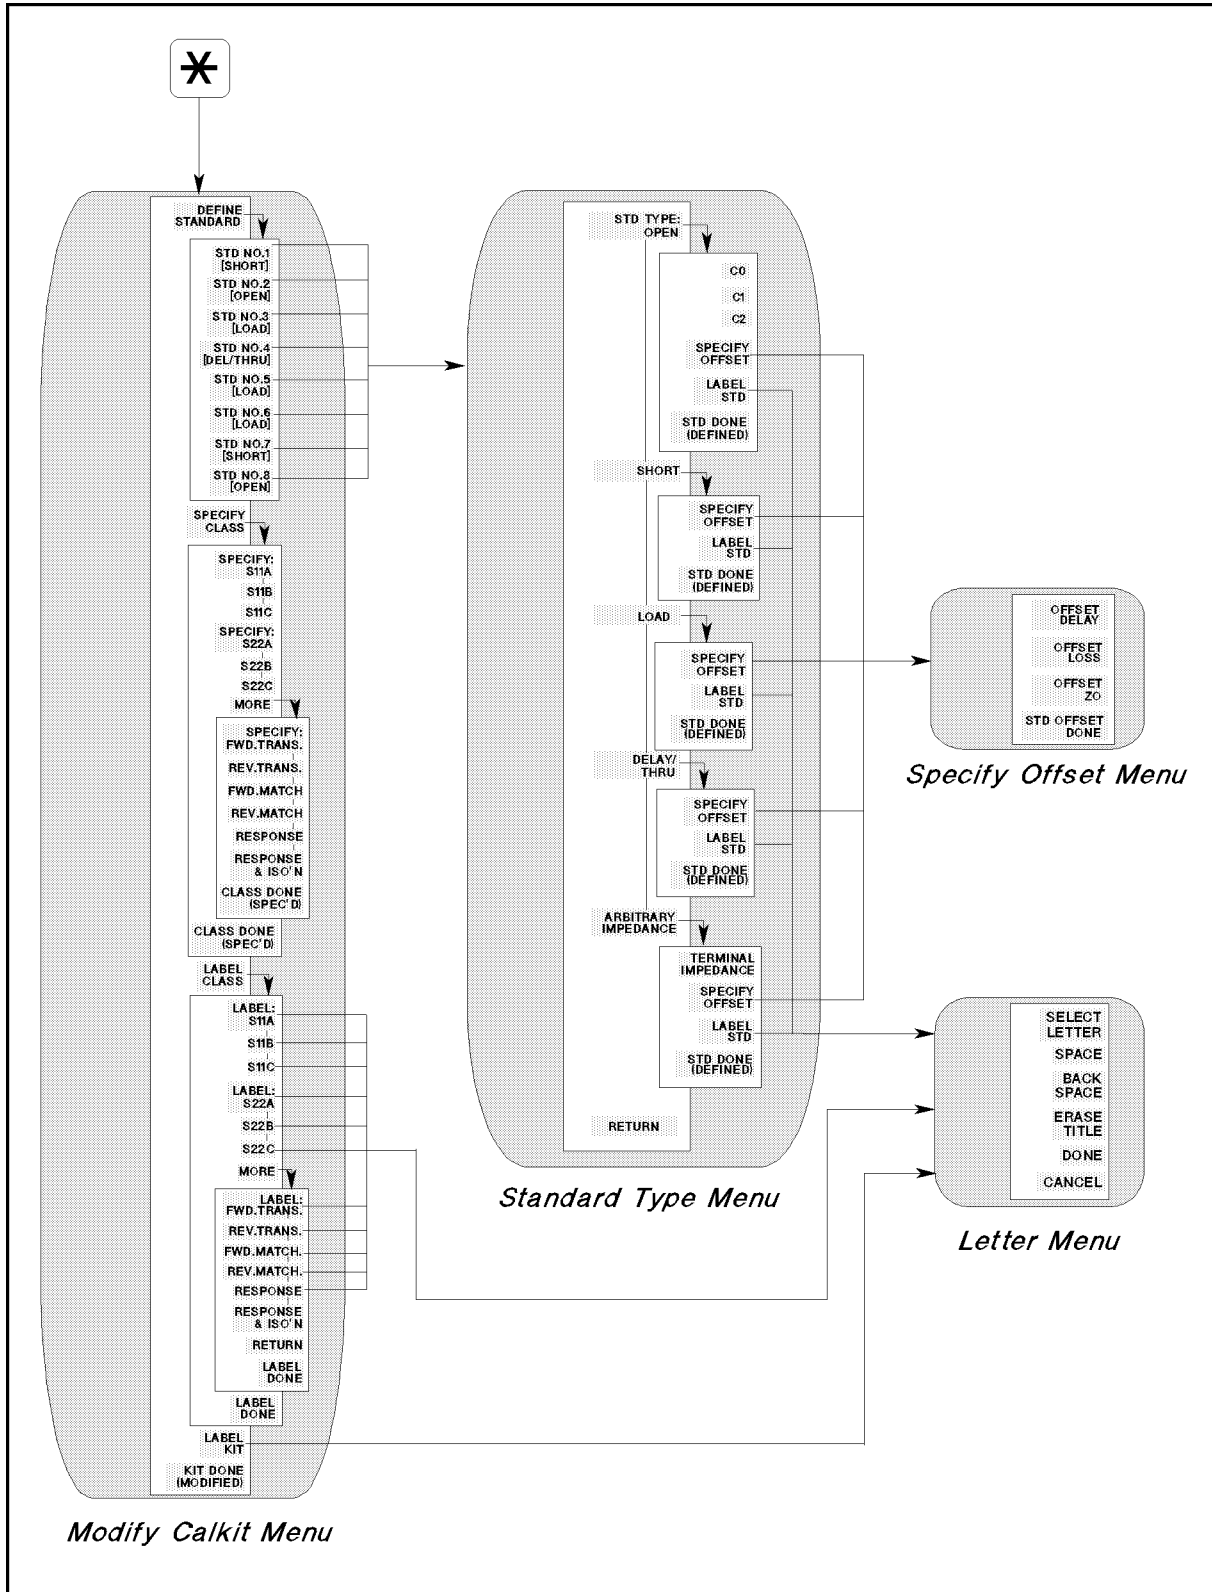 DEFINE
STANDARD
STD NO.1
[SHORT]
STD NO.2
[OPEN]
STD NO.3
[LOAD]
STD NO.4
[DEL/THRU]
STD NO.5
[LOAD]
STD NO.6
[LOAD]
STD NO.7
[SHORT]
STD NO.8
[OPEN]
SPECIFY
CLASS
SPECIFY:
S11A
S11B
S11C
SPECIFY:
S22A
S22B
S22C
MORE
SPECIFY:
FWD.TRANS.
REV.TRANS.
FWD.MATCH
REV.MATCH
RESPONSE
RESPONSE
& ISO'N
CLASS DONE
(SPEC'D)
CLASS DONE
(SPEC'D)
LABEL
CLASS
LABEL:
S11A
S11B
S11C
LABEL:
S22A
S22B
S22C
MORE
LABEL:
FWD.TRANS.
REV.TRANS.
FWD.MATCH.
REV.MATCH.
RESPONSE
RESPONSE
& ISO'N
RETURN
LABEL
DONE
LABEL
DONE
LABEL
KIT
KIT DONE
(MODIFIED)
Modify Calkit Menu
STD TYPE:
OPEN
C0
C1
C2
SPECIFY
OFFSET
LABEL
STD
STD DONE
(DEFINED)
SHORT
SPECIFY
OFFSET
LABEL
STD
STD DONE
(DEFINED)
LOAD
SPECIFY
OFFSET
LABEL
STD
STD DONE
(DEFINED)
DELAY/
THRU
SPECIFY
OFFSET
LABEL
STD
STD DONE
(DEFINED)
ARBITRARY
IMPEDANCE
TERMINAL
IMPEDANCE
SPECIFY
OFFSET
LABEL
STD
STD DONE
(DEFINED)
RETURN
Standard Type Menu
OFFSET
DELAY
OFFSET
LOSS
OFFSET
ZO
STD OFFSET
DONE
Specify Offset Menu
SELECT
LETTER
SPACE
BACK
SPACE
ERASE
TITLE
DONE
CANCEL
Letter Menu